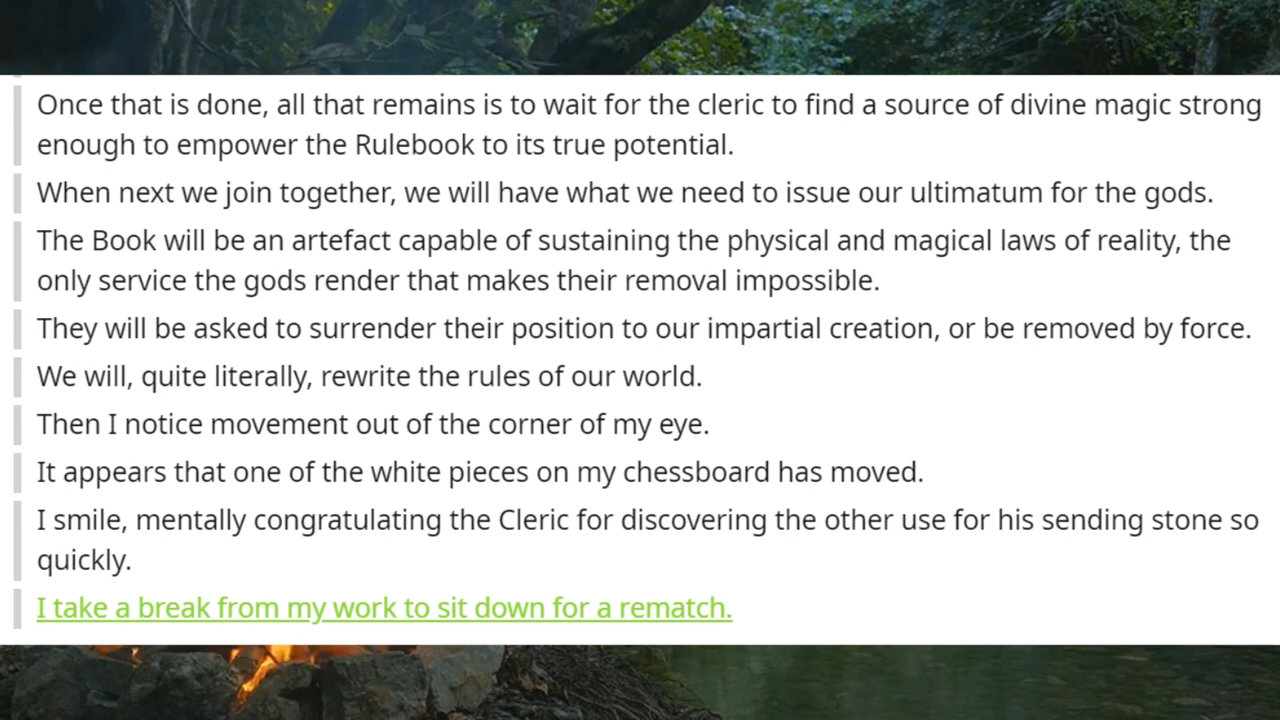 Once that is done, all that remains is to wait for the cleric to find a source of divine magic strong
enough to empower the Rulebook to its true potential.
When next we join together, we will have what we need to issue our ultimatum for the gods.
The Book will be an artefact capable of sustaining the physical and magical laws of reality, the
only service the gods render that makes their removal impossible.
They will be asked to surrender their position to our impartial creation, or be removed by force.
We will, quite literally, rewrite the rules of our world.
Then I notice movement out of the corner of my eye.
It appears that one of the white pieces on my chessboard has moved.
I smile, mentally congratulating the Cleric for discovering the other use for his sending stone so
quickly.
I take a break from my work to sit down for a rematch.